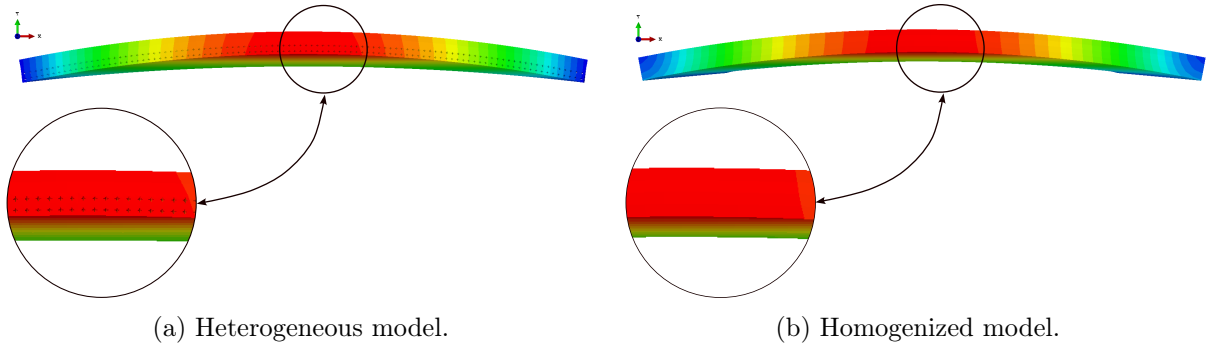 Y
X
Y
X
(a) Heterogeneous model.
(b) Homogenized model.